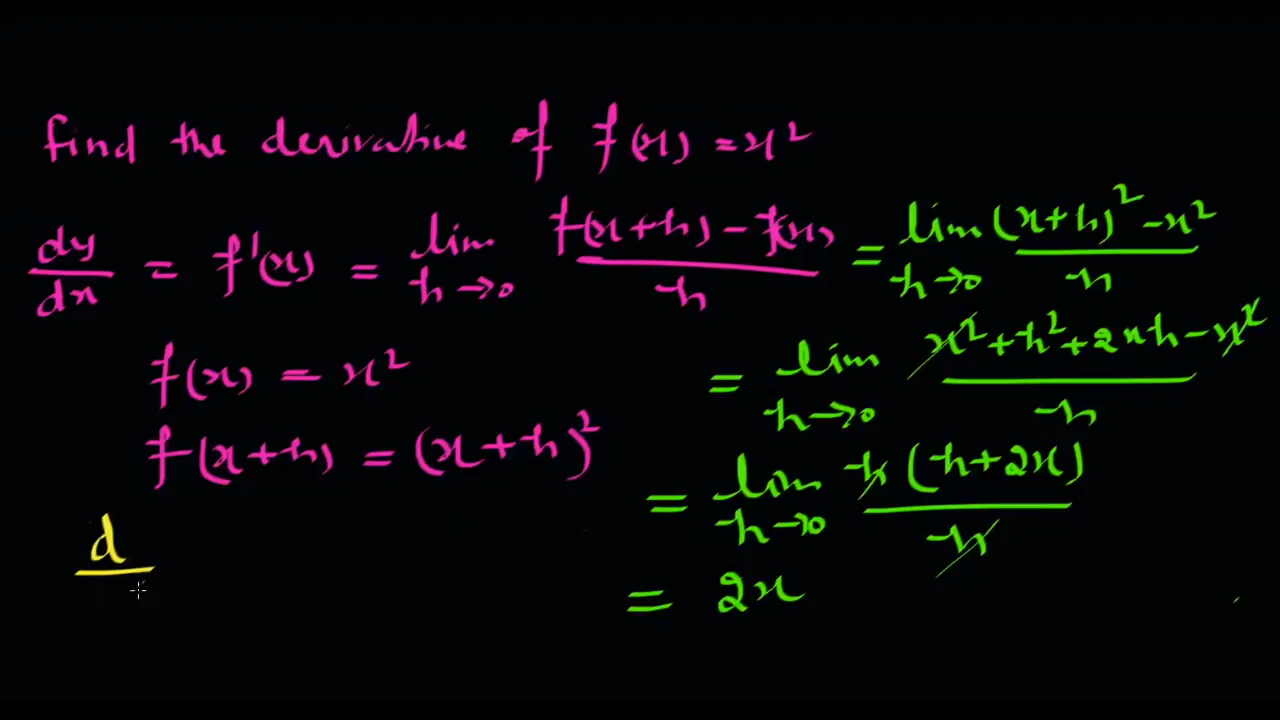 find the derivative of f(x) = x²
dy/dx = f'(x) = lim h→0 (f(x+h) - f(x))/h = lim h→0 ((x+h)² - x²)/h
= lim h→0 (x² + h² + 2xh - x²)/h
f(x) = x²
f(x+h) = (x+h)²
= lim h→0 h(h+2x)/h
d
= 2x